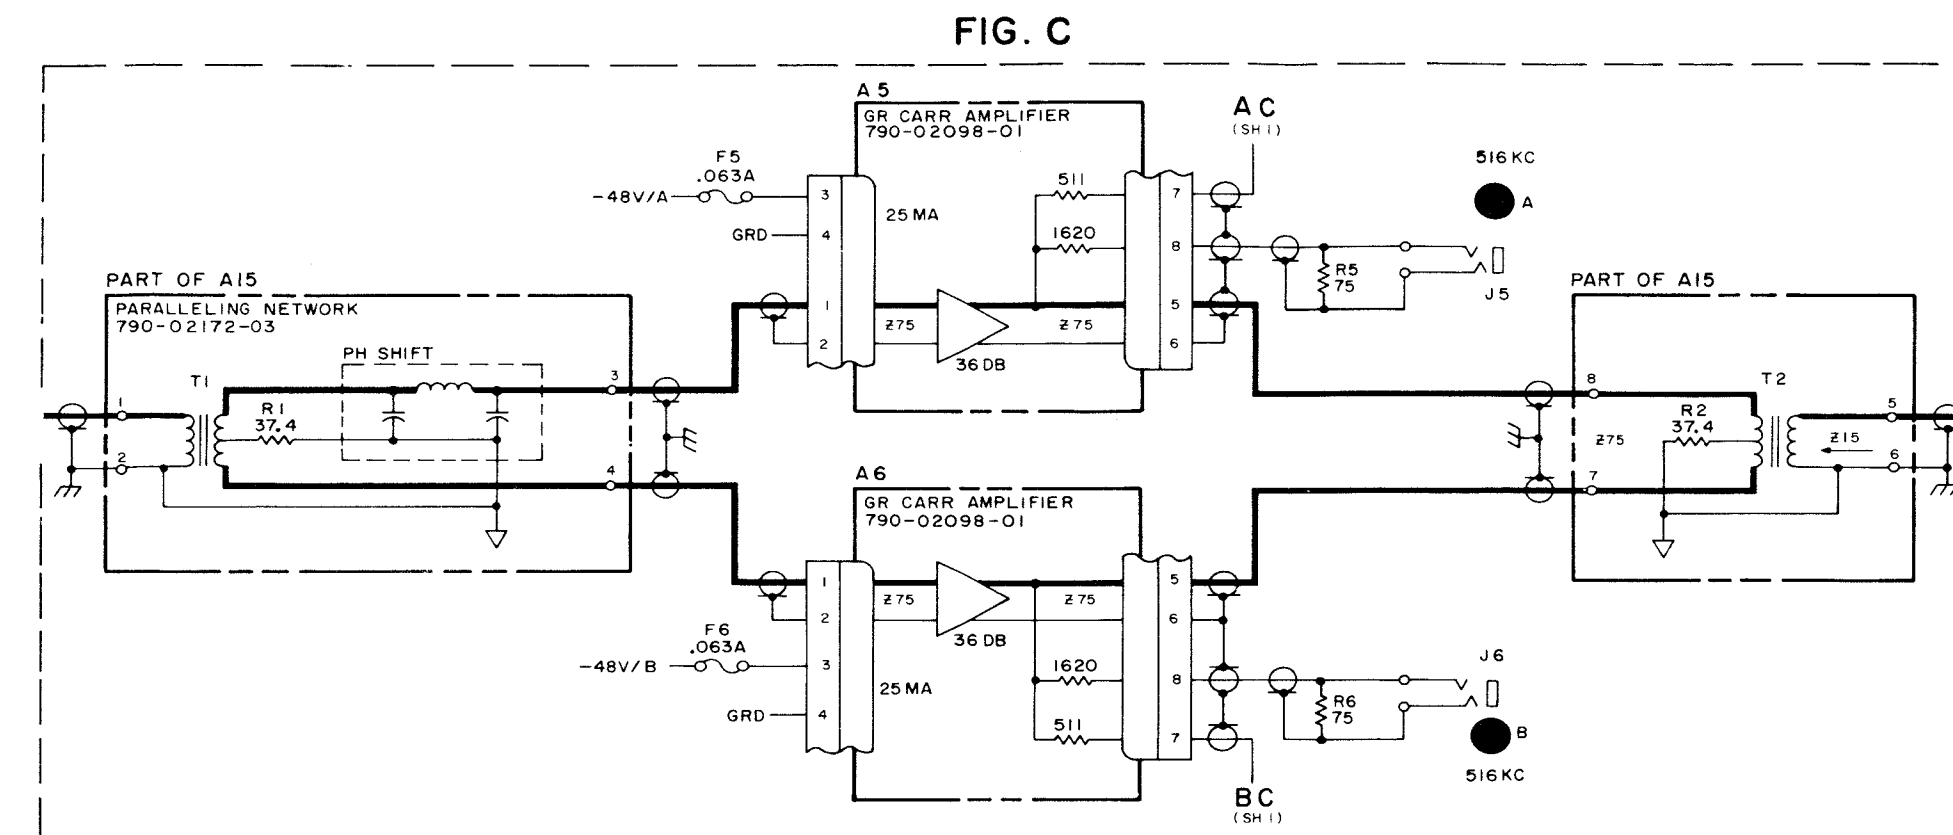 FIG. C
A5
GR CARR AMPLIFIER
790-02098-01
AC
(SH 1)
516 KC
A
F5
.063A
-48V/A
3
25 MA
GRD
4
511
7
1620
8
R5
75
J5
1
5
Z75
Z75
2
6
36 DB
PART OF A15
PARALLELING NETWORK
790-02172-03
PH SHIFT
T1
3
1
R1
37.4
2
4
PART OF A15
8
T2
R2
37.4
5
Z75
Z15
6
7
A6
GR CARR AMPLIFIER
790-02098-01
1
5
Z75
Z75
2
6
36 DB
F6
.063A
-48V/B
3
25 MA
GRD
4
1620
8
511
7
R6
75
J6
B
516 KC
BC
(SH 1)